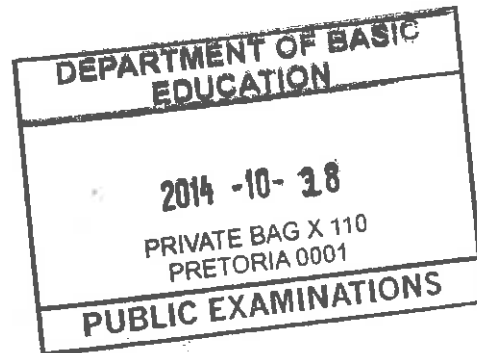 DEPARTMENT OF BASIC
EDUCATION
2014 -10- 28
PRIVATE BAG X 110
PRETORIA 0001
PUBLIC EXAMINATIONS